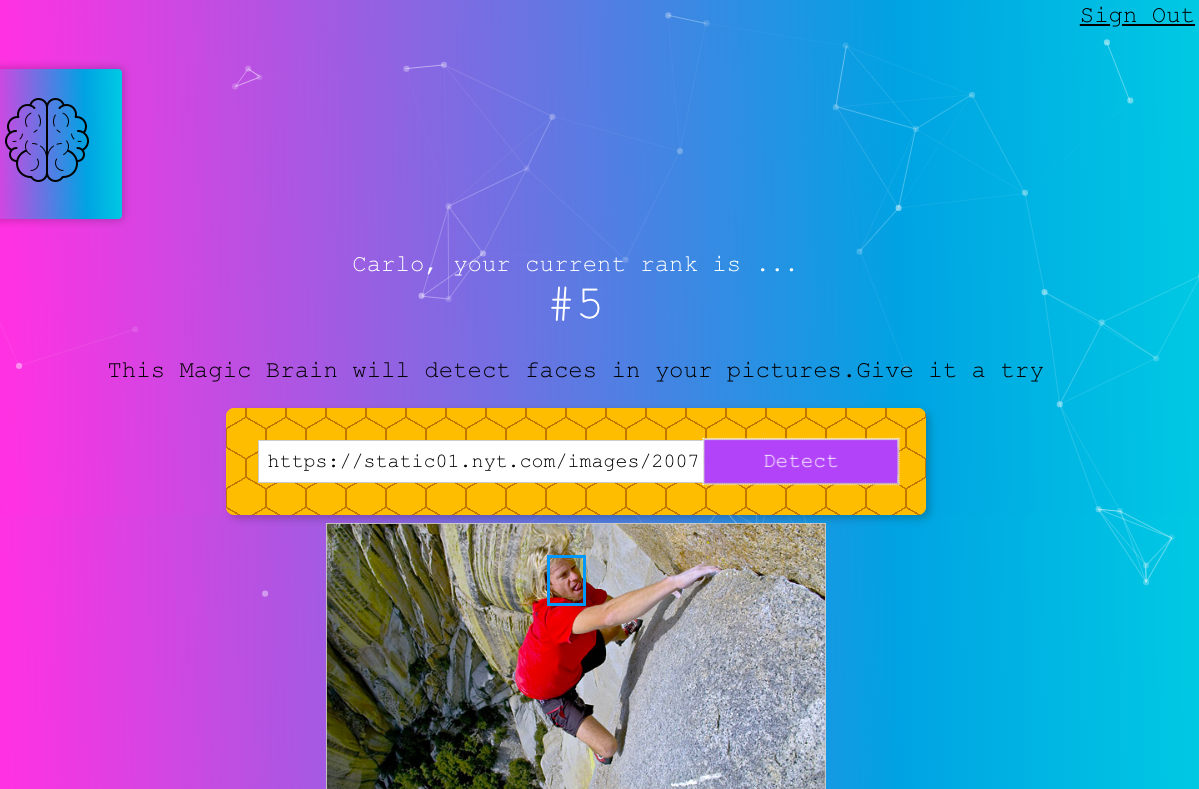 Sign Out
Carlo, your current rank is ...
#5
This Magic Brain will detect faces in your pictures.Give it a try
https://static01.nyt.com/images/2007
Detect